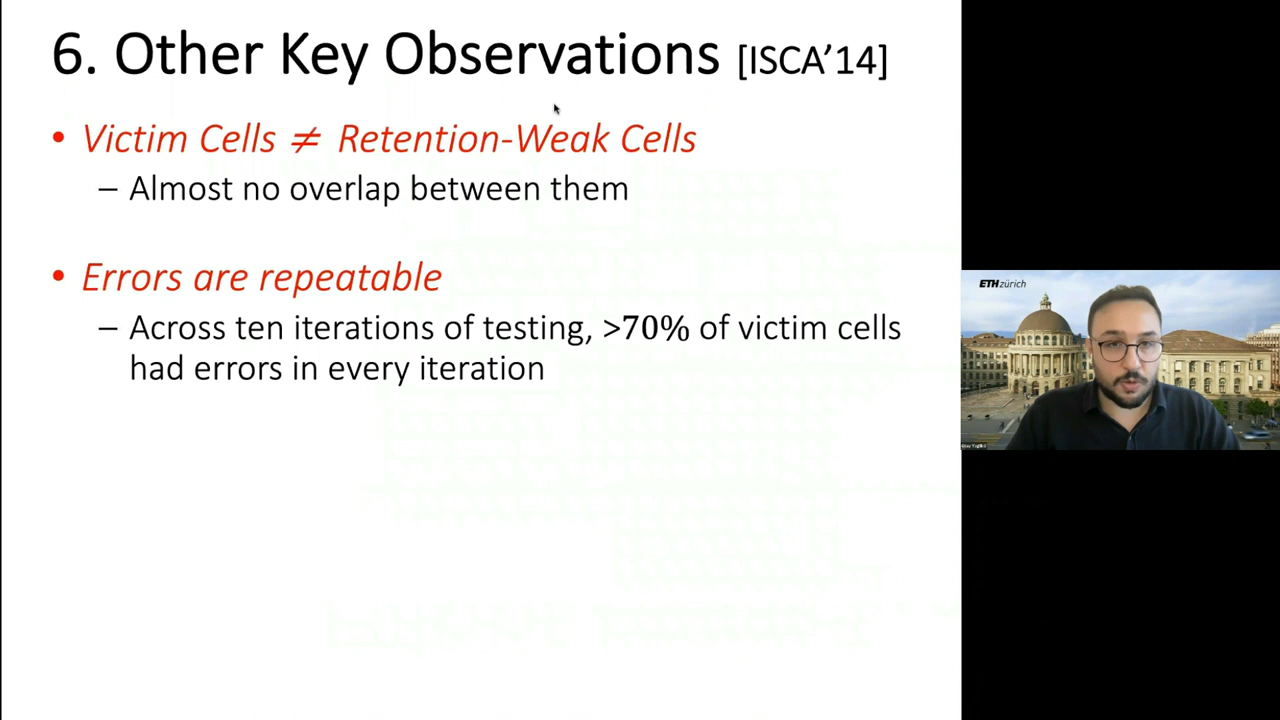 6. Other Key Observations [ISCA’14]
• Victim Cells ≠ Retention-Weak Cells
– Almost no overlap between them
• Errors are repeatable
– Across ten iterations of testing, >70% of victim cells
had errors in every iteration
ETH zürich